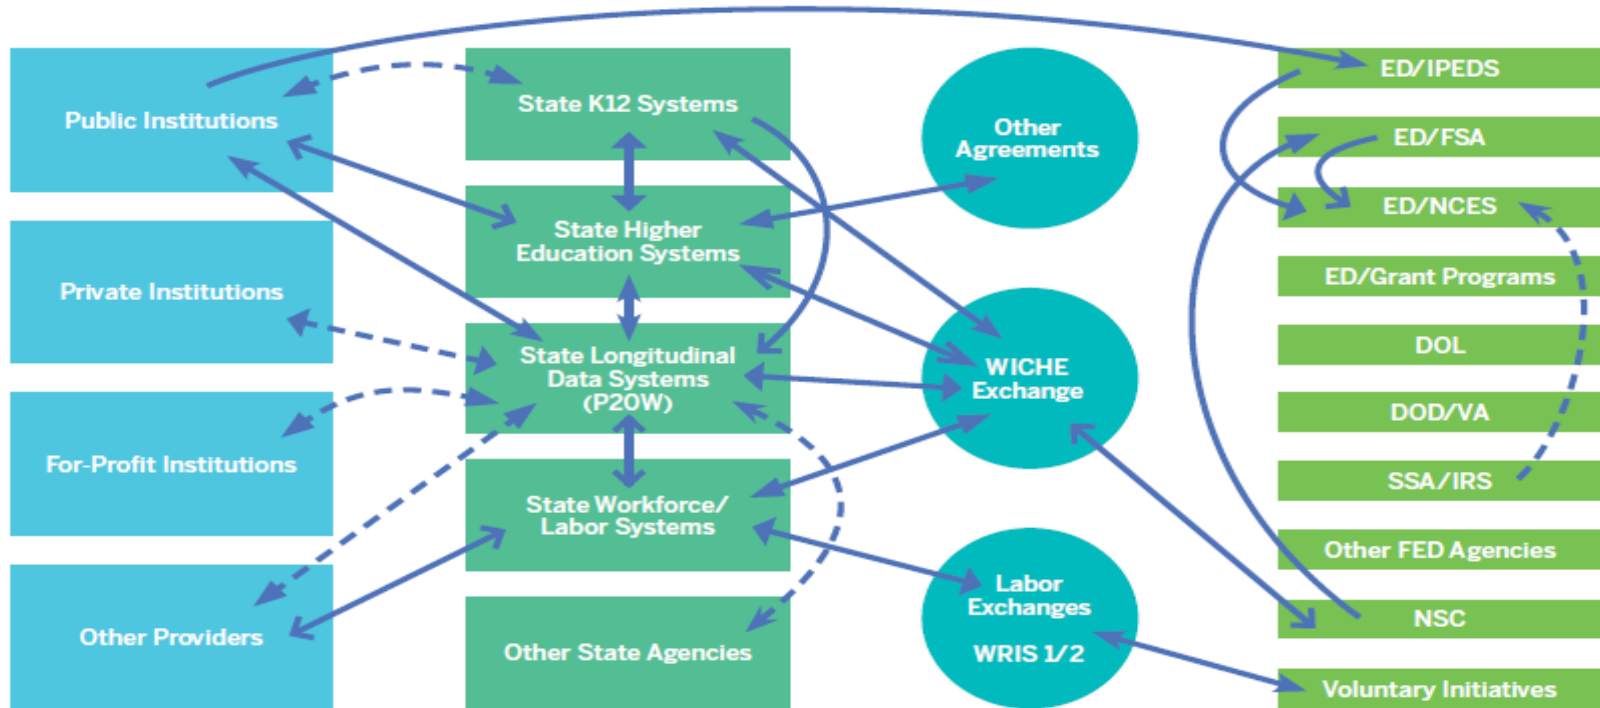 Public Institutions
Private Institutions
For-Profit Institutions
Other Providers
State K12 Systems
State Higher
Education Systems
State Longitudinal
Data Systems
(P20W)
State Workforce/
Labor Systems
Other State Agencies
Other
Agreements
WICHE
Exchange
Labor
Exchanges
WRIS 1/2
ED/IPEDS
ED/FSA
ED/NCES
ED/Grant Programs
DOL
DOD/VA
SSA/IRS
Other FED Agencies
NSC
Voluntary Initiatives